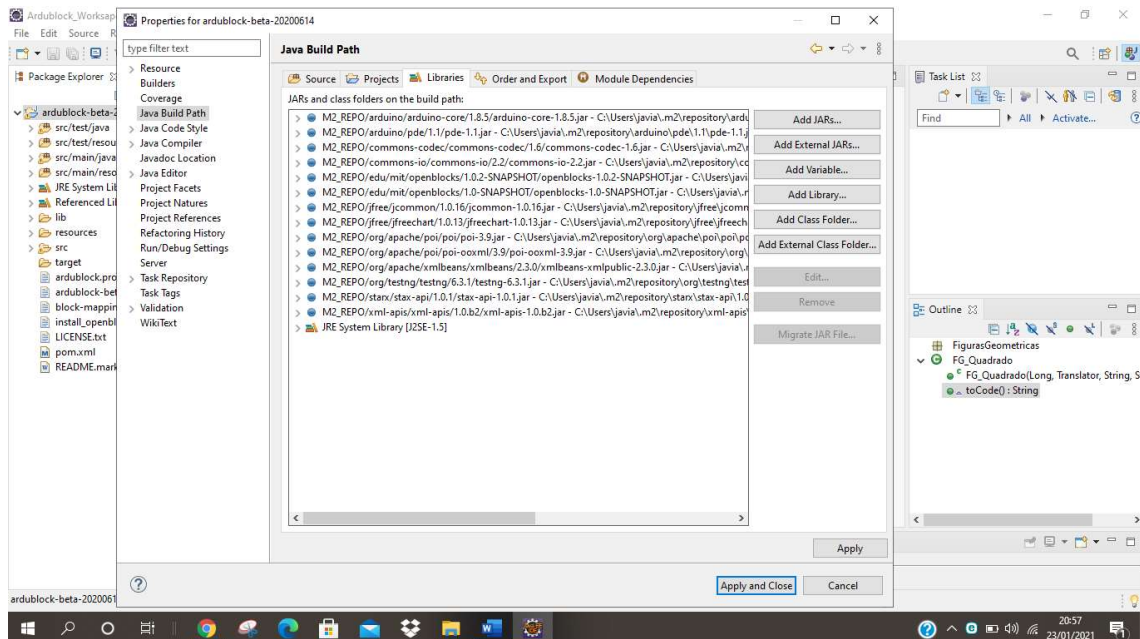 Ardublock_Worksap
Properties for ardublock-beta-20200614
File Edit Source R
type filter text
Java Build Path
Resource
Builders
Coverage
Java Build Path
Java Code Style
Java Compiler
Javadoc Location
Java Editor
Project Facets
Project Natures
Project References
Refactoring History
Run/Debug Settings
Server
Task Repository
Task Tags
Validation
WikiText
Package Explorer
ardublock-beta-2
src/test/java
src/test/resou
src/main/java
src/main/reso
JRE System Lib
Referenced Lil
lib
resources
src
target
ardublock.pro
ardublock-bet
block-mappin
install_openbl
LICENSE.txt
pom.xml
README.mark
Source Projects Libraries Order and Export Module Dependencies
JARs and class folders on the build path:
M2_REPO/arduino/arduino-core/1.8.5/arduino-core-1.8.5.jar - C:\Users\javia\.m2\repository\ardu
M2_REPO/arduino/pde/1.1/pde-1.1.jar - C:\Users\javia\.m2\repository\arduino\pde\1.1\pde-1.1.j
M2_REPO/commons-codec/commons-codec/1.6/commons-codec-1.6.jar - C:\Users\javia\.m2\r
M2_REPO/commons-io/commons-io/2.2/commons-io-2.2.jar - C:\Users\javia\.m2\repository\cc
M2_REPO/edu/mit/openblocks/1.0.2-SNAPSHOT/openblocks-1.0.2-SNAPSHOT.jar - C:\Users\javi
M2_REPO/edu/mit/openblocks/1.0-SNAPSHOT/openblocks-1.0-SNAPSHOT.jar - C:\Users\javia\.r
M2_REPO/jfree/jcommon/1.0.16/jcommon-1.0.16.jar - C:\Users\javia\.m2\repository\jfree\jcomm
M2_REPO/jfree/jfreechart/1.0.13/jfreechart-1.0.13.jar - C:\Users\javia\.m2\repository\jfree\jfreech
M2_REPO/org/apache/poi/poi/poi-3.9.jar - C:\Users\javia\.m2\repository\org\apache\poi\poi\po
M2_REPO/org/apache/poi/poi-ooxml/3.9/poi-ooxml-3.9.jar - C:\Users\javia\.m2\repository\org\
M2_REPO/org/apache/xmlbeans/xmlbeans/2.3.0/xmlbeans-xmlpublic-2.3.0.jar - C:\Users\javia\.r
M2_REPO/org/testng/testng/6.3.1/testng-6.3.1.jar - C:\Users\javia\.m2\repository\org\testng\test
M2_REPO/stax/stax-api/1.0.1/stax-api-1.0.1.jar - C:\Users\javia\.m2\repository\stax\stax-api\1.0
M2_REPO/xml-apis/xml-apis/1.0.b2/xml-apis-1.0.b2.jar - C:\Users\javia\.m2\repository\xml-apis\
JRE System Library [J2SE-1.5]
Add JARs...
Add External JARs...
Add Variable...
Add Library...
Add Class Folder...
Add External Class Folder...
Edit...
Remove
Migrate JAR File...
Apply
Apply and Close Cancel
Task List
Find All Activate...
Outline
FigurasGeometricas
FG_Quadrado
FG_Quadrado(Long, Translator, String, S
toCode() : String
ardublock-beta-2020061
20:57
23/01/2021